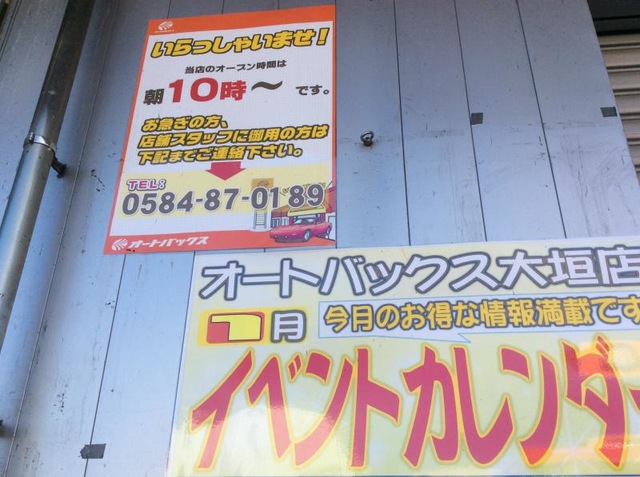 いらっしゃいませ！
当店のオープン時間は
朝10時～です。
お急ぎの方、
店舗スタッフに御用の方は
下記までご連絡下さい。
TEL:
0584-87-0189
オートバックス
オートバックス大垣店
1月 今月のお得な情報満載です
イベントカレンダー